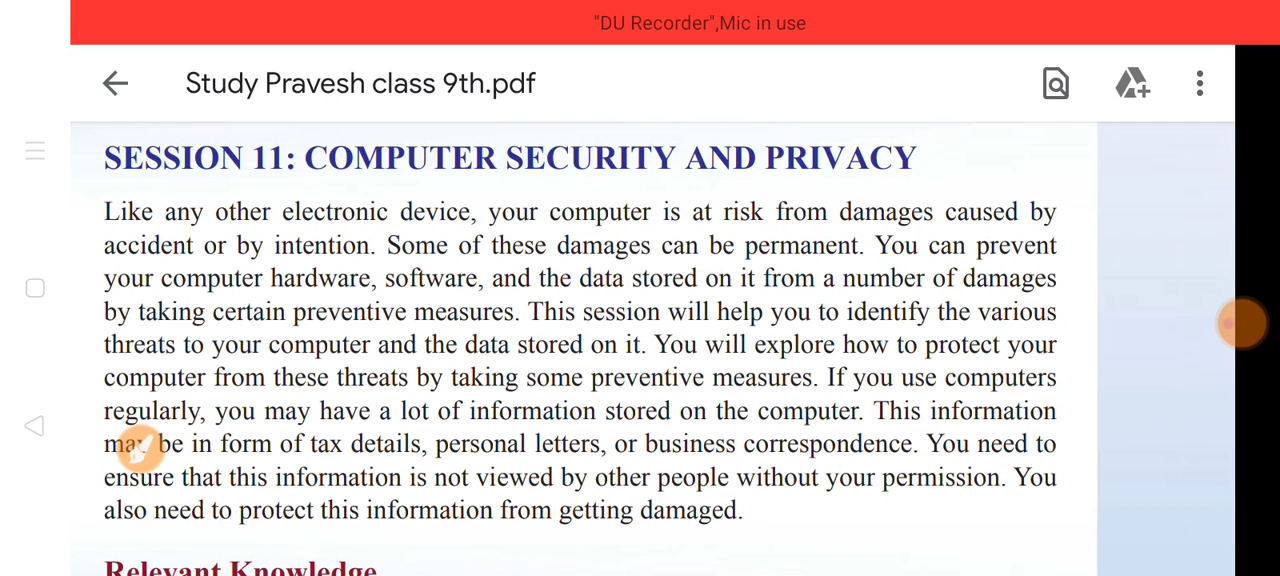 "DU Recorder",Mic in use
Study Pravesh class 9th.pdf
SESSION 11: COMPUTER SECURITY AND PRIVACY
Like any other electronic device, your computer is at risk from damages caused by
accident or by intention. Some of these damages can be permanent. You can prevent
your computer hardware, software, and the data stored on it from a number of damages
by taking certain preventive measures. This session will help you to identify the various
threats to your computer and the data stored on it. You will explore how to protect your
computer from these threats by taking some preventive measures. If you use computers
regularly, you may have a lot of information stored on the computer. This information
may be in form of tax details, personal letters, or business correspondence. You need to
ensure that this information is not viewed by other people without your permission. You
also need to protect this information from getting damaged.
Relevant Knowledge